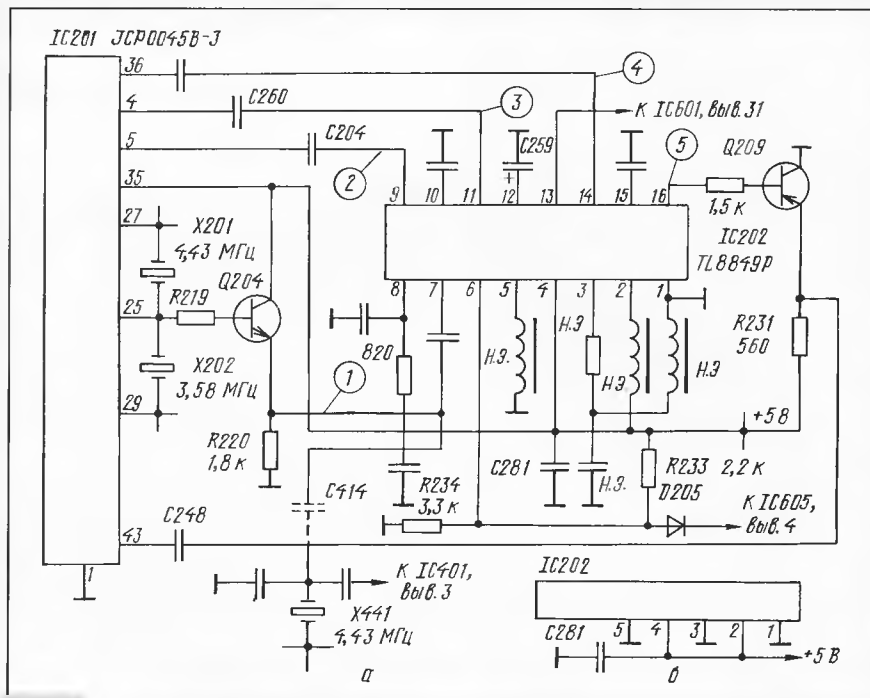 IC201 JCP0045B-3
36
4
5
35
27
25
29
43
1
C260
C204
C259
К IC601, выв.31
Q209
1
2
3
4
5
9
10
11
12
13
14
15
16
1,5 к
IC202
TL8849P
8
7
6
5
4
3
2
1
X201
4,43 МГц
Q204
R219
X202
3,58 МГц
820
Н.Э.
Н.Э
Н.Э
Н.Э
R231
560
+5 В
2,2 к
R220
1,8 к
C414
R234
3,3 к
C281
Н.Э.
R233
D205
К IC605,
выв.4
C248
К IC401,
выв.3
X441
4,43 МГц
а
IC202
C281
5
4
3
2
1
+5 В
б
+